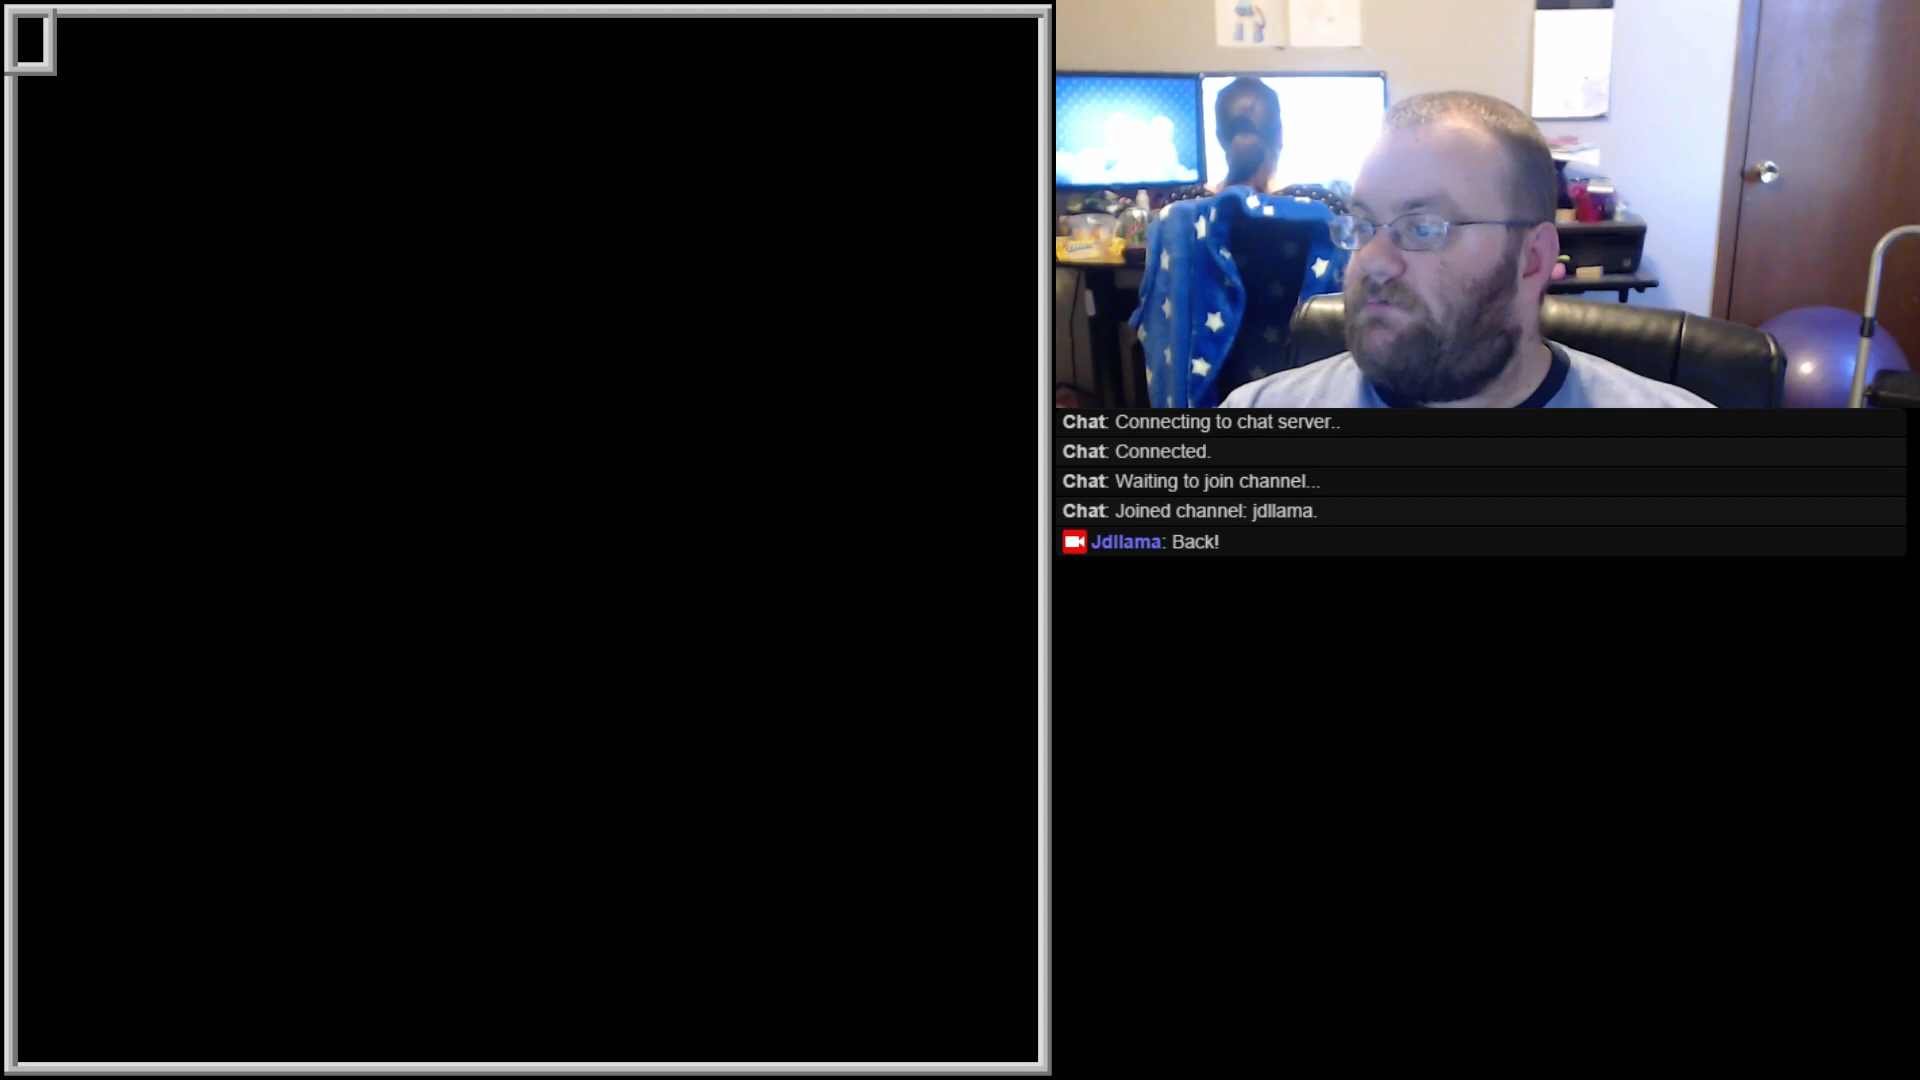 Chat: Connecting to chat server..
Chat: Connected.
Chat: Waiting to join channel...
Chat: Joined channel: jdllama.
Jdllama: Back!